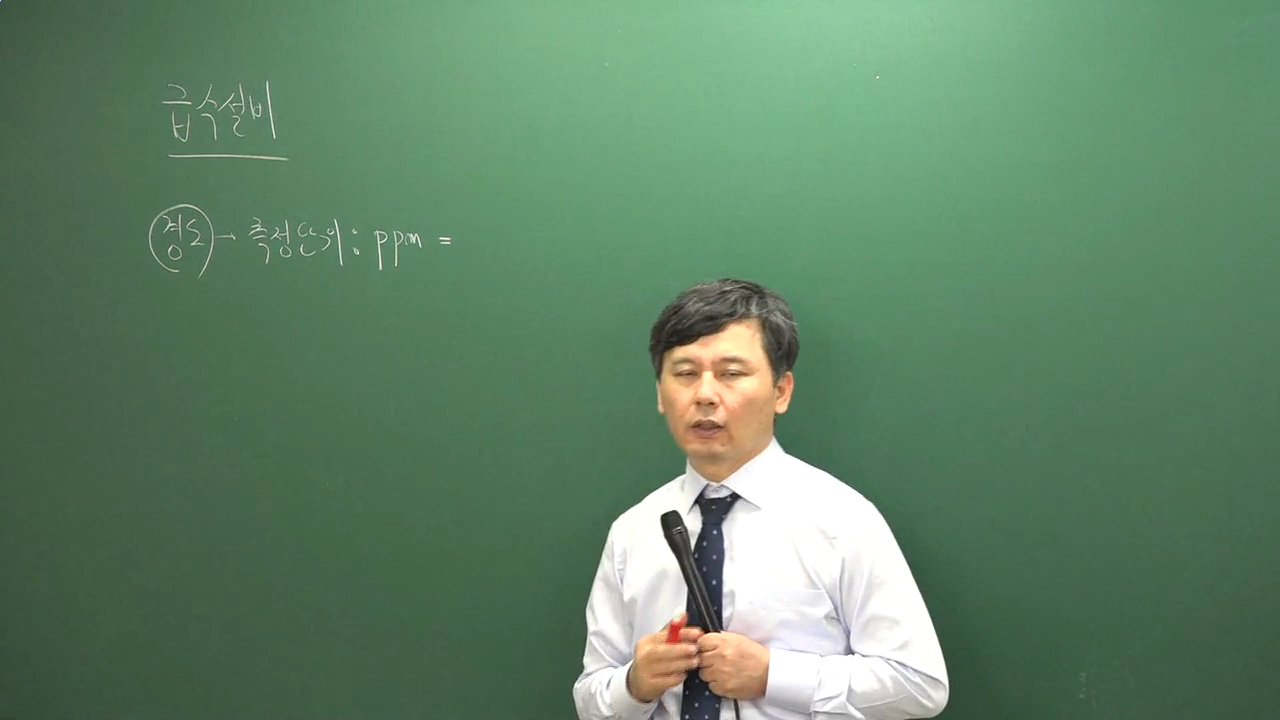 급수설비
경도 → 측정단위 : ppm =